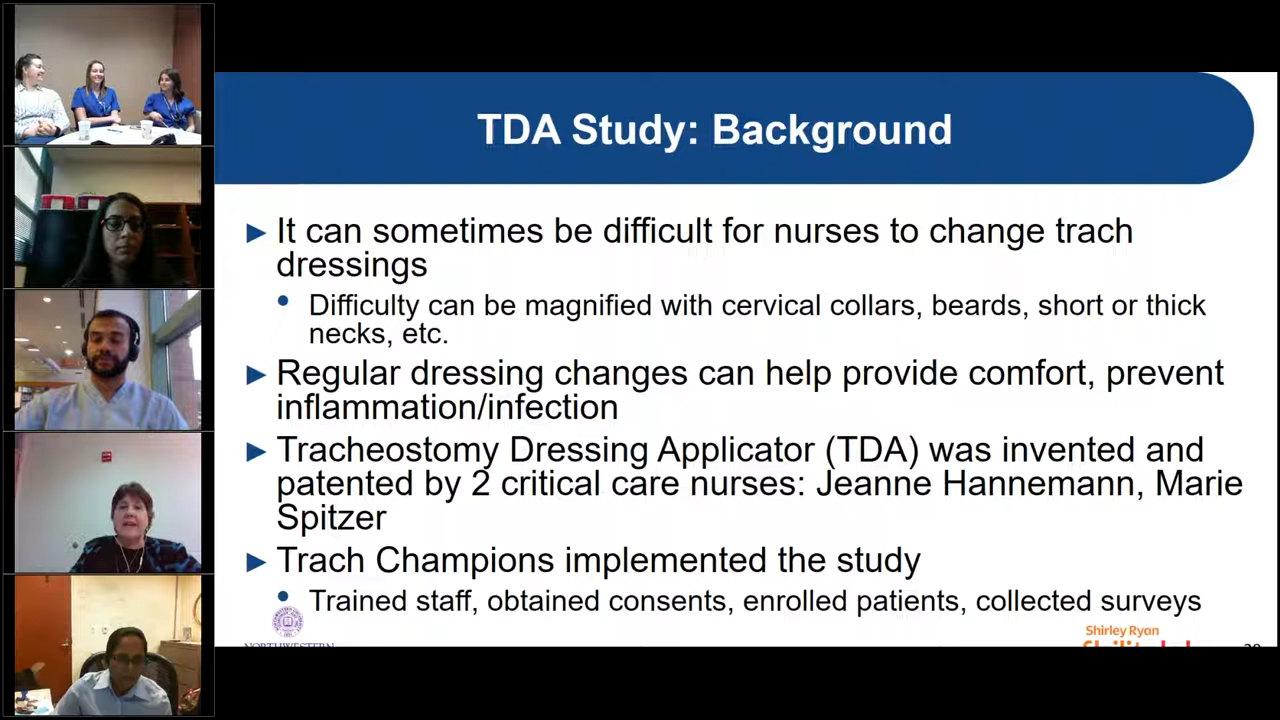 TDA Study: Background
► It can sometimes be difficult for nurses to change trach
dressings
• Difficulty can be magnified with cervical collars, beards, short or thick
necks, etc.
► Regular dressing changes can help provide comfort, prevent
inflammation/infection
► Tracheostomy Dressing Applicator (TDA) was invented and
patented by 2 critical care nurses: Jeanne Hannemann, Marie
Spitzer
► Trach Champions implemented the study
• Trained staff, obtained consents, enrolled patients, collected surveys
NORTHWESTERN
Shirley Ryan